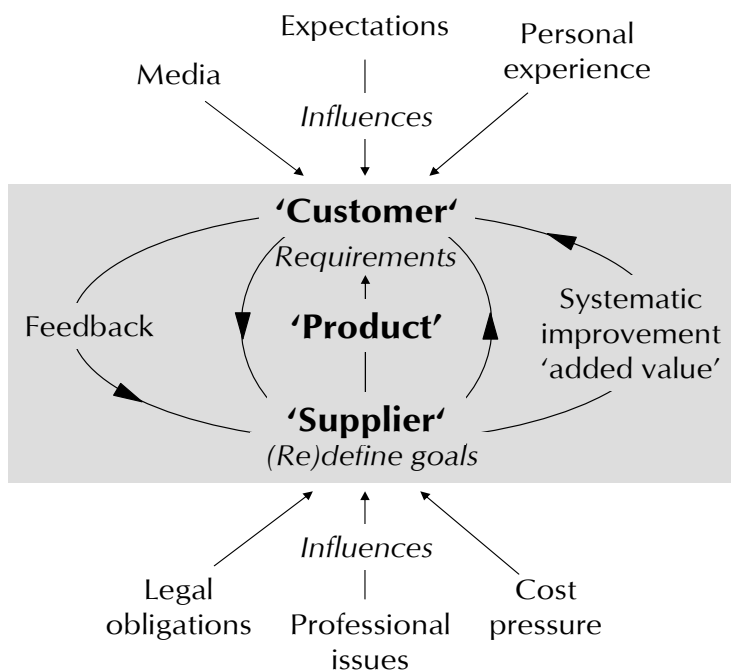 Expectations
Media
Personal
experience
Influences
‘Customer‘
Requirements
Feedback
‘Product’
Systematic
improvement
‘added value’
‘Supplier‘
(Re)define goals
Influences
Legal
obligations
Professional
issues
Cost
pressure